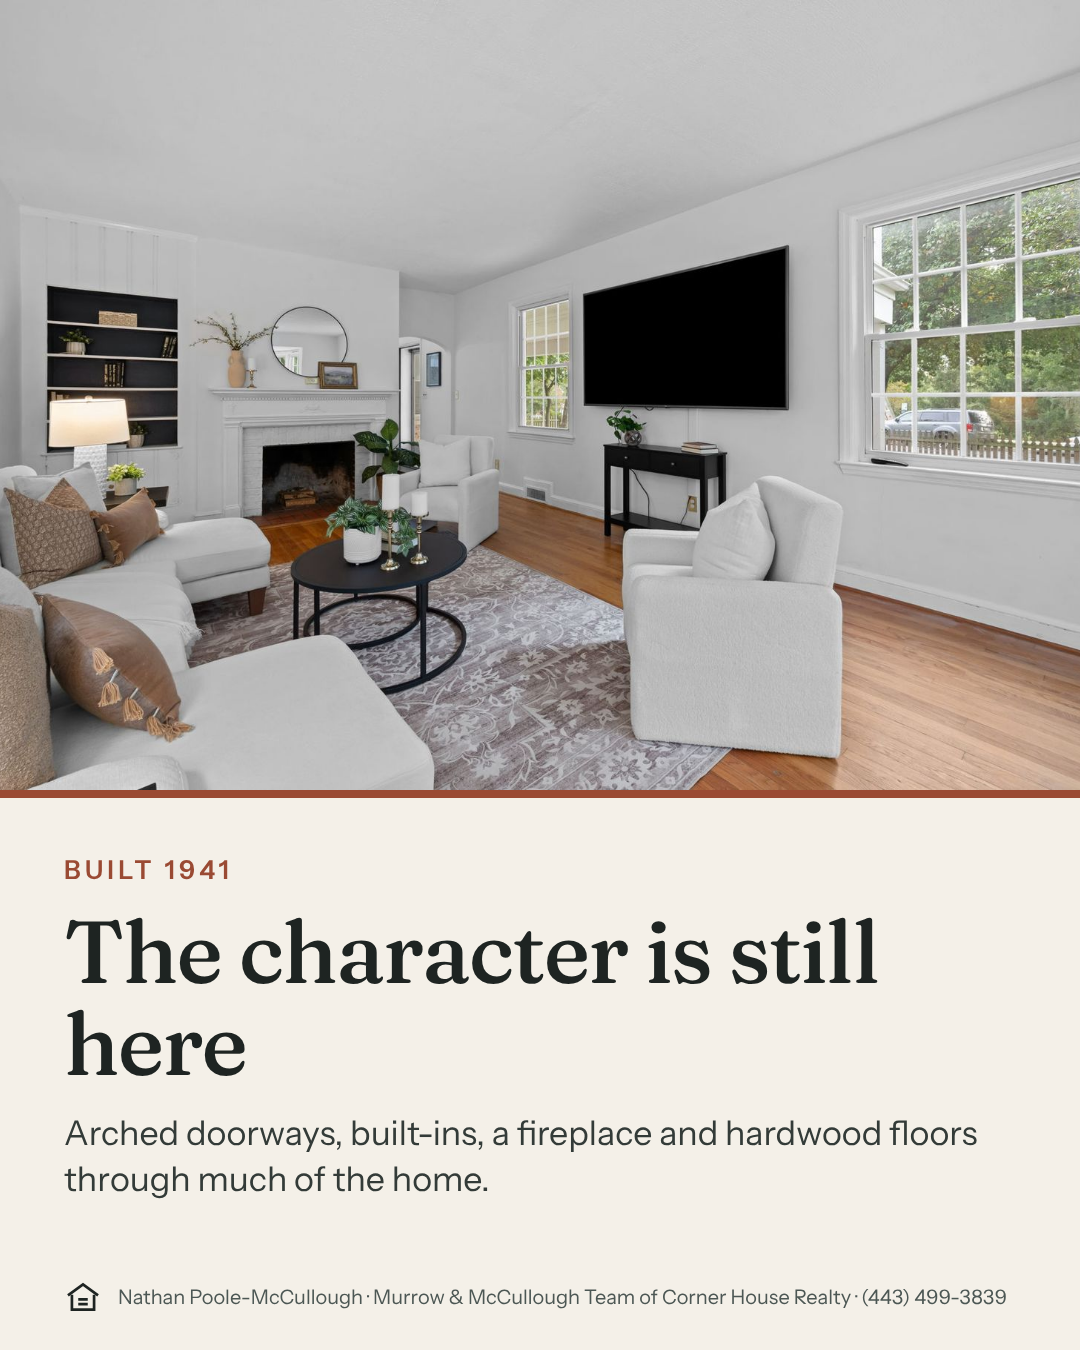 BUILT 1941
The character is still
here
Arched doorways, built-ins, a fireplace and hardwood floors
through much of the home.
Nathan Poole-McCullough · Murrow & McCullough Team of Corner House Realty · (443) 499-3839